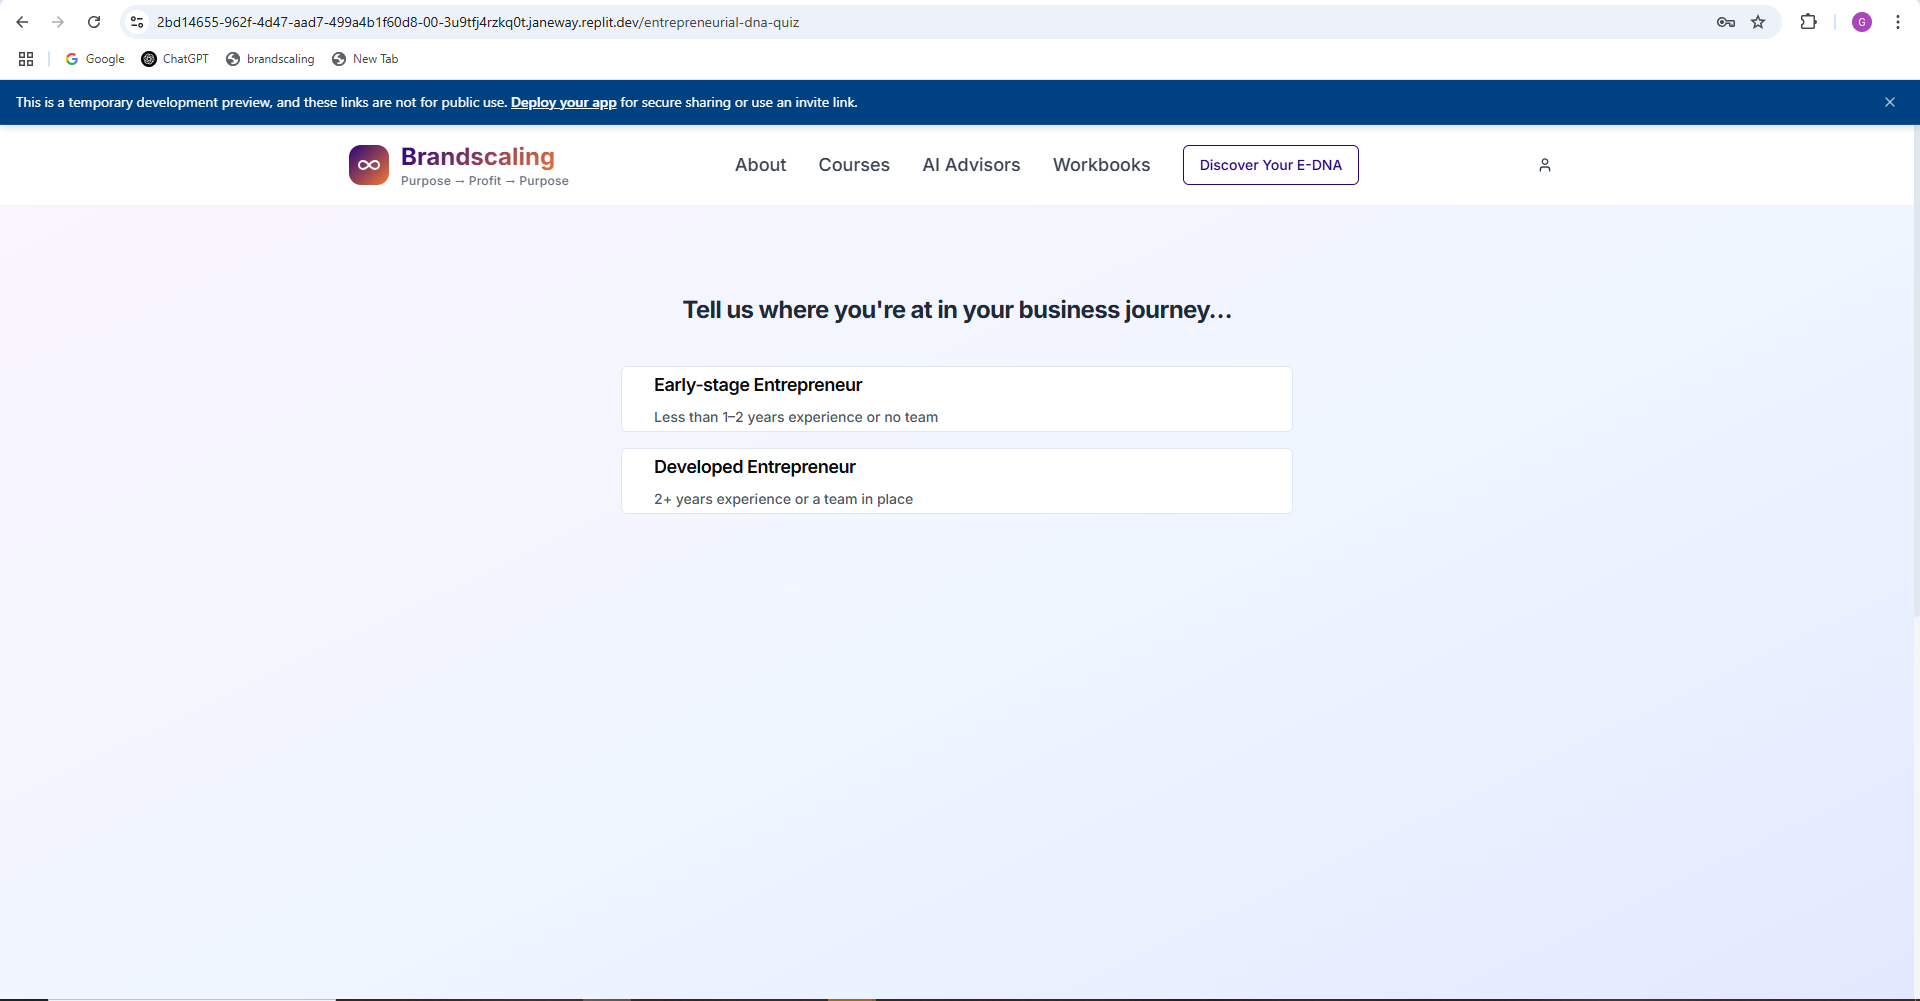 2bd14655-962f-4d47-aad7-499a4b1f60d8-00-3u9tfj4rzkq0t.janeway.replit.dev/entrepreneurial-dna-quiz
G
Google
ChatGPT
brandscaling
New Tab
This is a temporary development preview, and these links are not for public use. Deploy your app for secure sharing or use an invite link.
Brandscaling
Purpose → Profit → Purpose
About
Courses
AI Advisors
Workbooks
Discover Your E-DNA
Tell us where you're at in your business journey…
Early-stage Entrepreneur
Less than 1–2 years experience or no team
Developed Entrepreneur
2+ years experience or a team in place